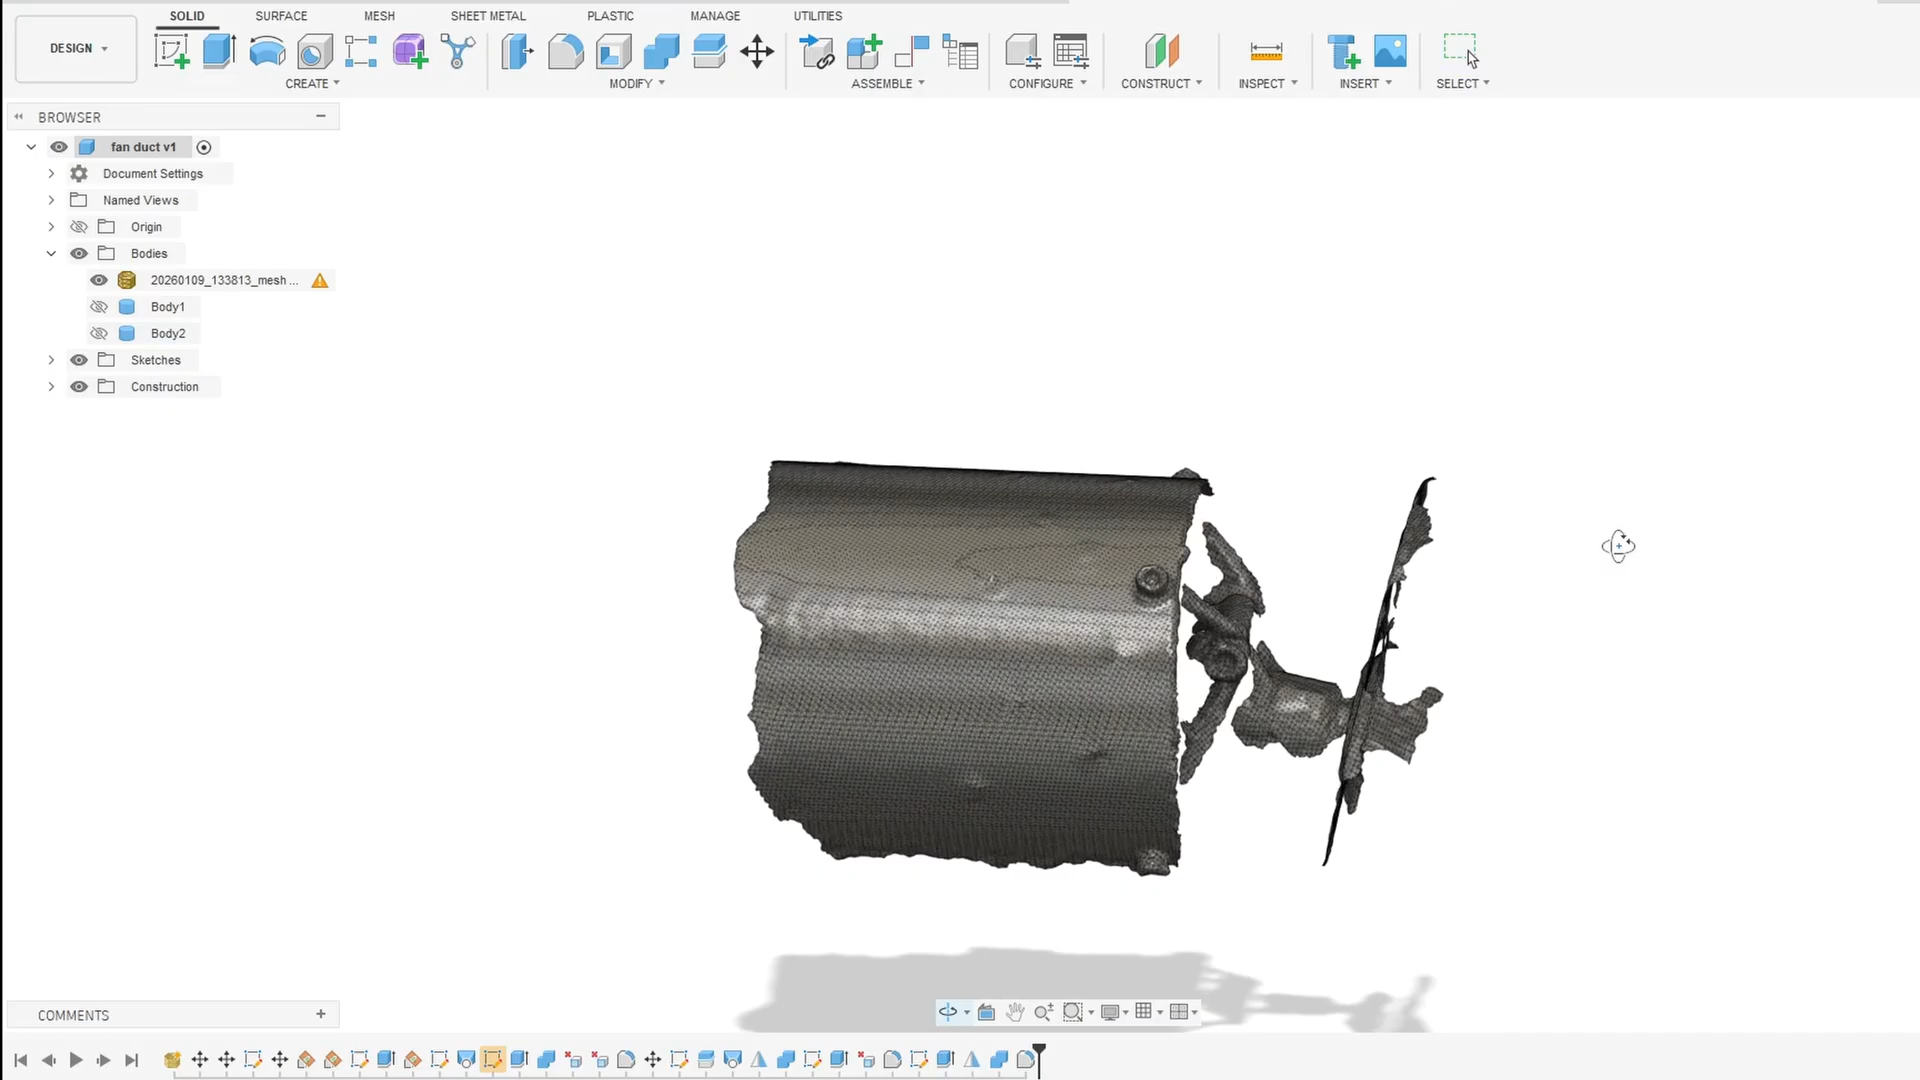 SOLID SURFACE MESH SHEET METAL PLASTIC MANAGE UTILITIES
DESIGN
CREATE MODIFY ASSEMBLE CONFIGURE CONSTRUCT INSPECT INSERT SELECT
BROWSER
fan duct v1
Document Settings
Named Views
Origin
Bodies
20260109_133813_mesh ...
Body1
Body2
Sketches
Construction
COMMENTS